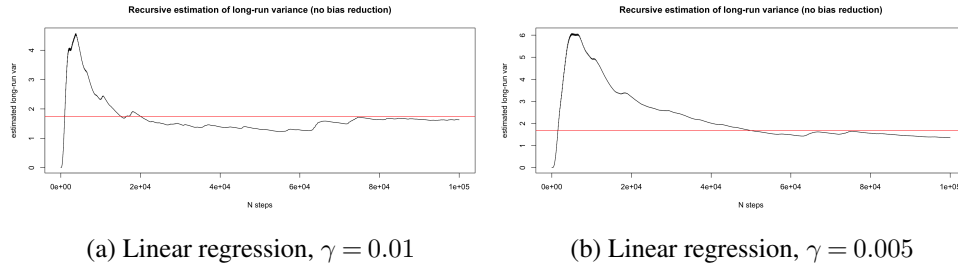 Recursive estimation of long-run variance (no bias reduction)
estimated long-run var
4
3
2
1
0
0e+00 2e+04 4e+04 6e+04 8e+04 1e+05
N steps
(a) Linear regression, γ = 0.01
Recursive estimation of long-run variance (no bias reduction)
estimated long-run var
6
5
4
3
2
1
0
0e+00 2e+04 4e+04 6e+04 8e+04 1e+05
N steps
(b) Linear regression, γ = 0.005